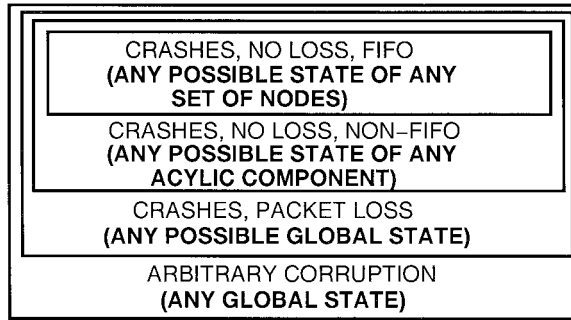 CRASHES, NO LOSS, FIFO
(ANY POSSIBLE STATE OF ANY
SET OF NODES)
CRASHES, NO LOSS, NON–FIFO
(ANY POSSIBLE STATE OF ANY
ACYLIC COMPONENT)
CRASHES, PACKET LOSS
(ANY POSSIBLE GLOBAL STATE)
ARBITRARY CORRUPTION
(ANY GLOBAL STATE)